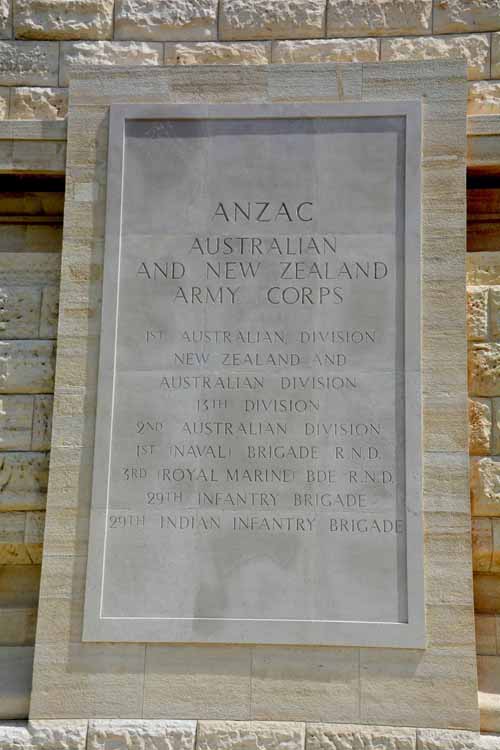 ANZAC
AUSTRALIAN
AND NEW ZEALAND
ARMY CORPS
1ST AUSTRALIAN DIVISION
NEW ZEALAND AND
AUSTRALIAN DIVISION
13TH DIVISION
2ND AUSTRALIAN DIVISION
1ST (NAVAL) BRIGADE R.N.D.
3RD (ROYAL MARINE) BDE R.N.D.
29TH INFANTRY BRIGADE
29TH INDIAN INFANTRY BRIGADE